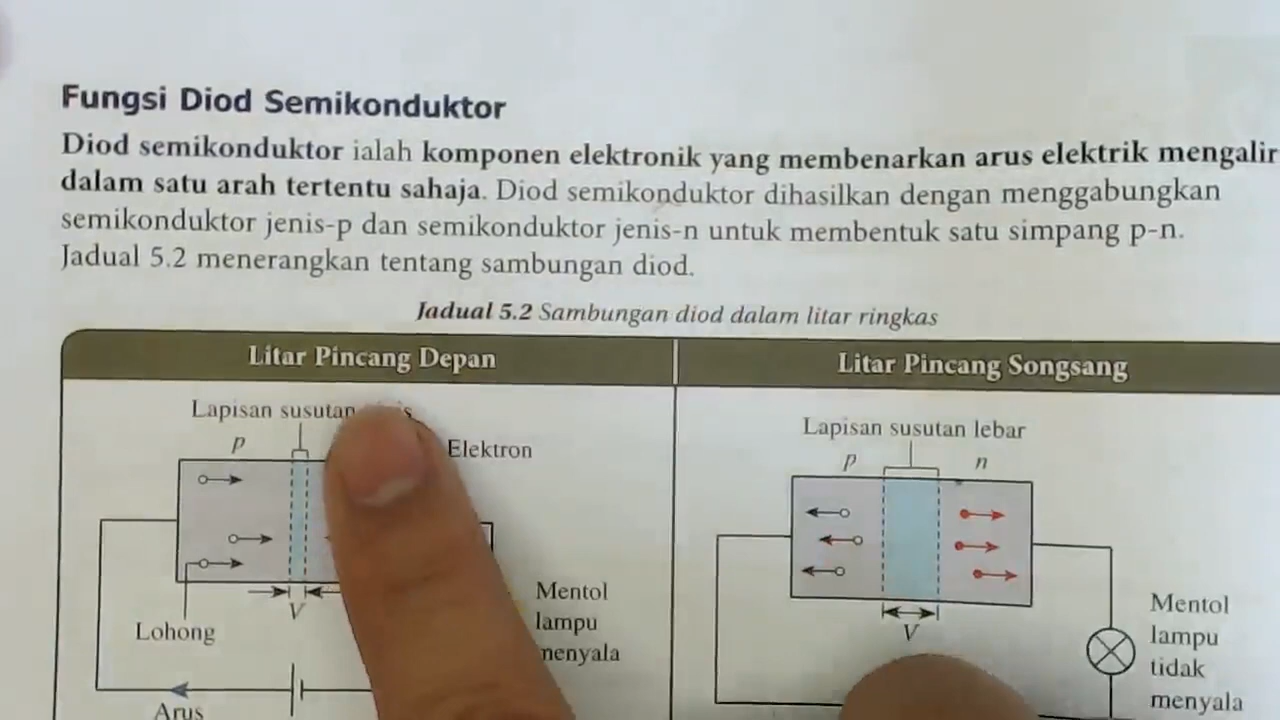 Fungsi Diod Semikonduktor
Diod semikonduktor ialah komponen elektronik yang membenarkan arus elektrik mengalir
dalam satu arah tertentu sahaja. Diod semikonduktor dihasilkan dengan menggabungkan
semikonduktor jenis-p dan semikonduktor jenis-n untuk membentuk satu simpang p-n.
Jadual 5.2 menerangkan tentang sambungan diod.
Jadual 5.2 Sambungan diod dalam litar ringkas
Litar Pincang Depan
Lapisan susutan
p
Elektron
V
Lohong
Mentol
lampu
menyala
Arus
Litar Pincang Songsang
Lapisan susutan lebar
p
n
V
Mentol
lampu
tidak
menyala